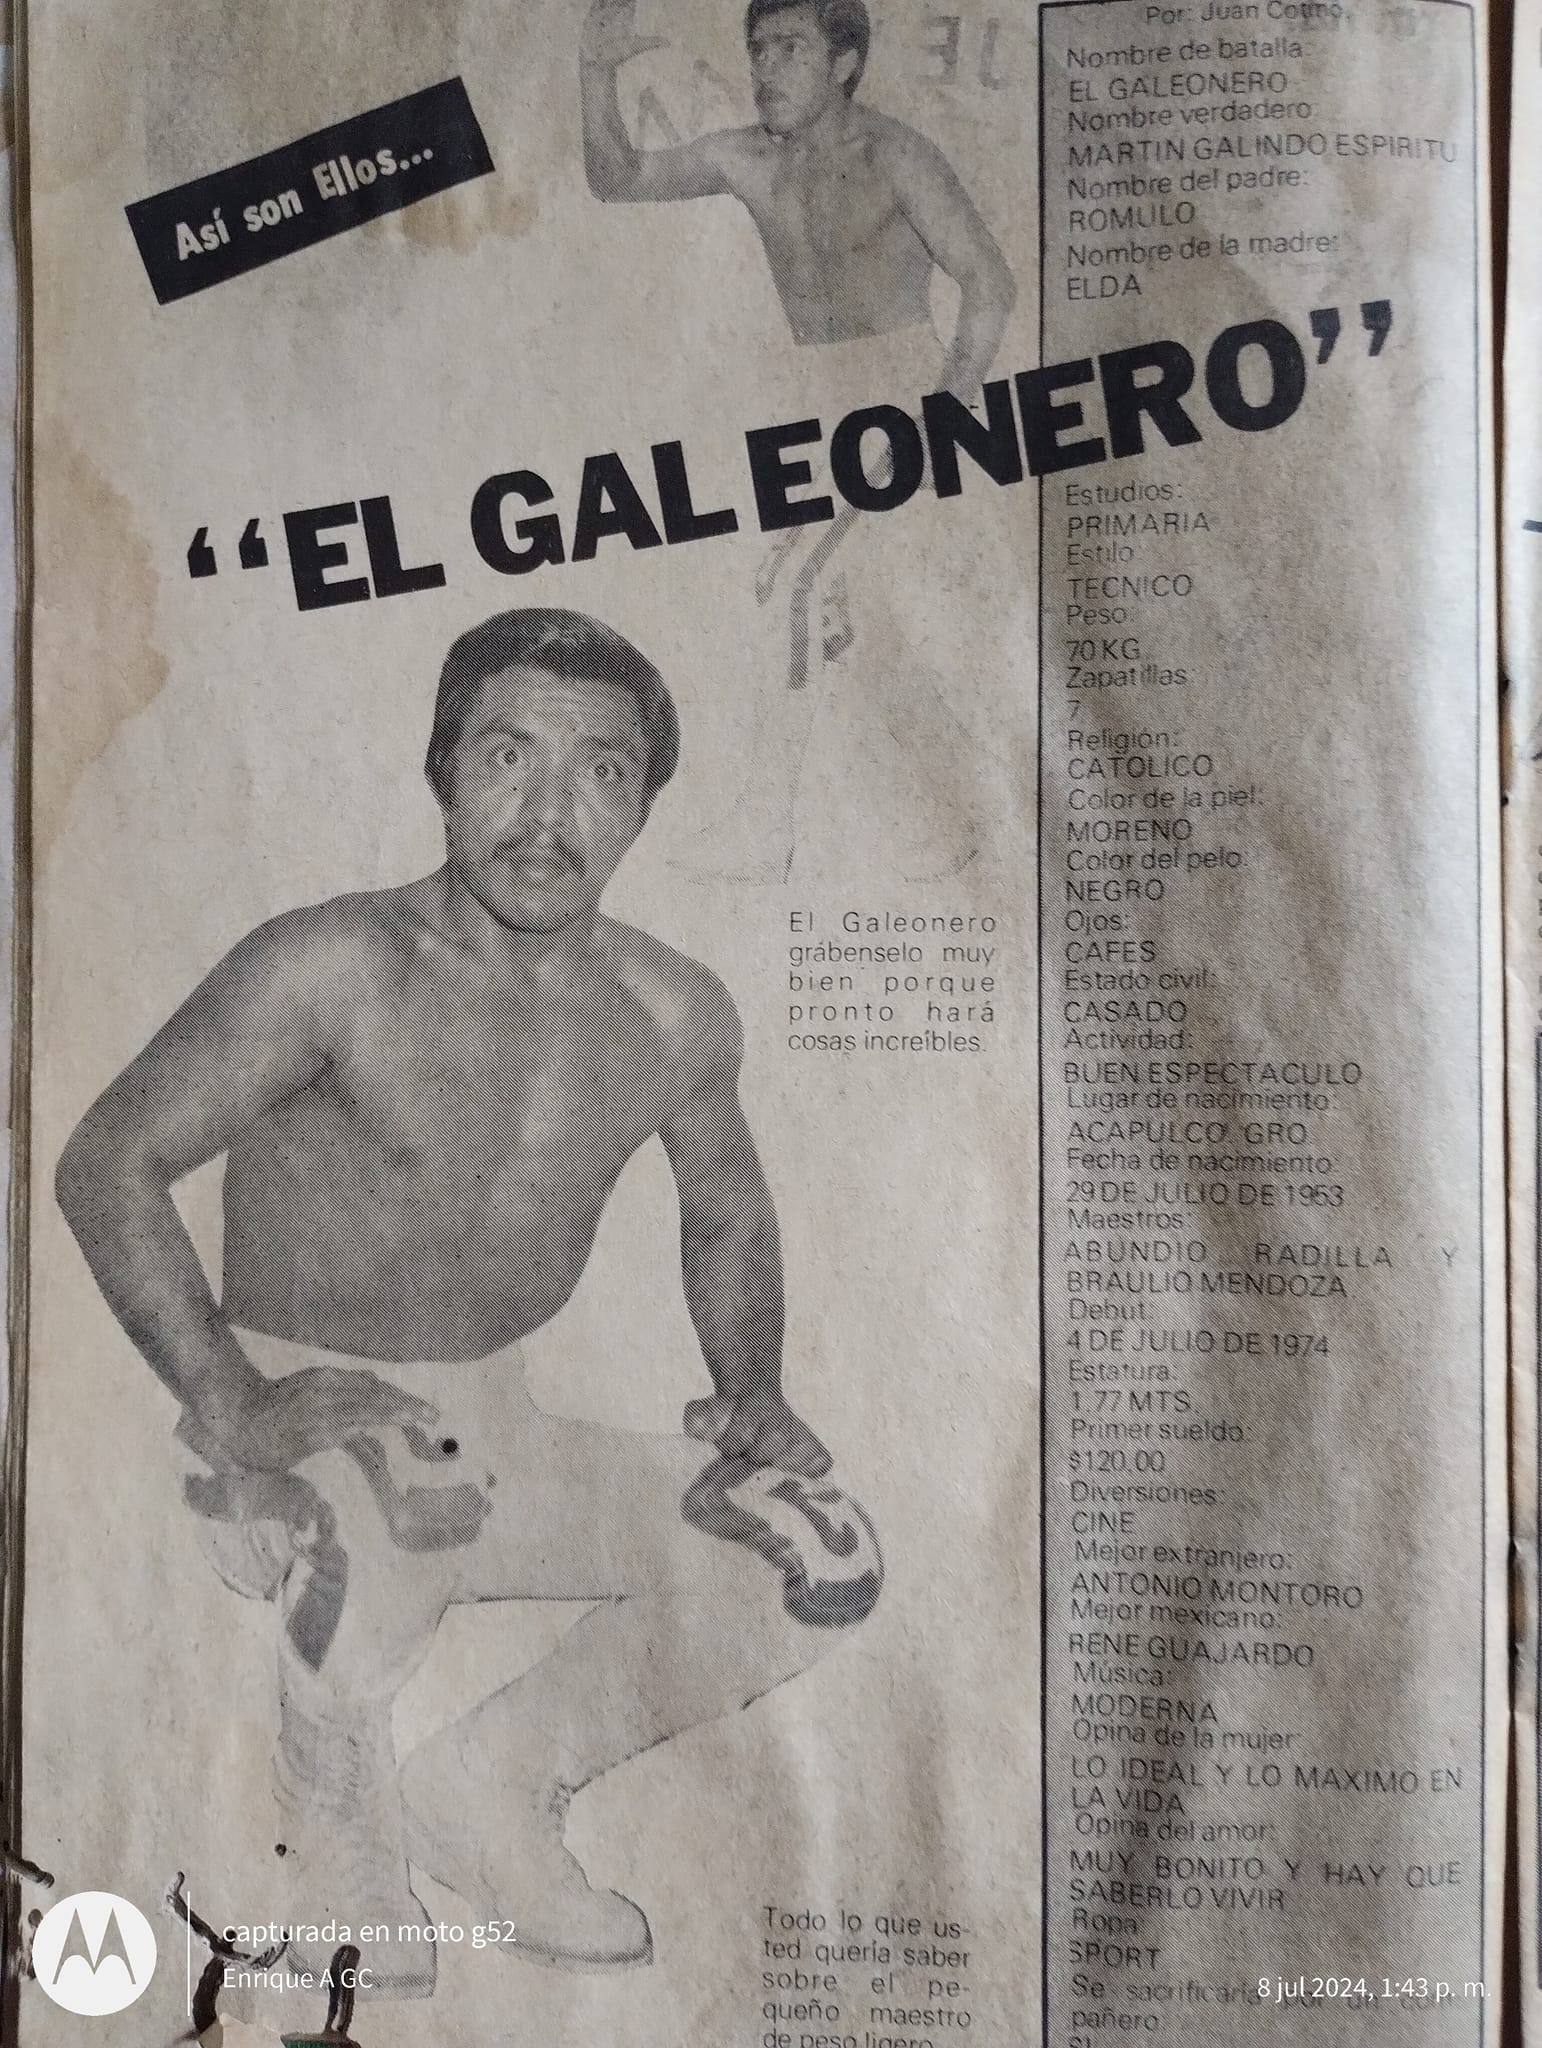 Así son Ellos...
"EL GALEONERO"
El Galeonero
grábenselo muy
bien porque
pronto hará
cosas increíbles.
Todo lo que us-
ted quería saber
sobre el pe-
queño maestro
de peso ligero
Por: Juan
Nombre de batalla:
EL GALEONERO
Nombre verdadero:
MARTIN GALINDO ESPIRITU
Nombre del padre:
ROMULO
Nombre de la madre:
ELDA
Estudios:
PRIMARIA
Estilo:
TECNICO
Peso:
70 KG.
Zapatillas:
7
Religión:
CATOLICO
Color de la piel:
MORENO
Color del pelo:
NEGRO
Ojos:
CAFES
Estado civil:
CASADO
Actividad:
BUEN ESPECTACULO
Lugar de nacimiento:
ACAPULCO, GRO.
Fecha de nacimiento:
29 DE JULIO DE 1953
Maestros:
ABUNDIO RADILLA Y
BRAULIO MENDOZA.
Debut:
4 DE JULIO DE 1974
Estatura:
1.77 MTS.
Primer sueldo:
$120.00
Diversiones:
CINE
Mejor extranjero:
ANTONIO MONTORO
Mejor mexicano:
RENE GUAJARDO
Música:
MODERNA
Opina de la mujer:
LO IDEAL Y LO MAXIMO EN
LA VIDA
Opina del amor:
MUY BONITO Y HAY QUE
SABERLO VIVIR
Ropa:
SPORT
Se sacrificaría por un com-
pañero:
SI
capturada en moto g52
Enrique A GC
8 jul 2024, 1:43 p. m.